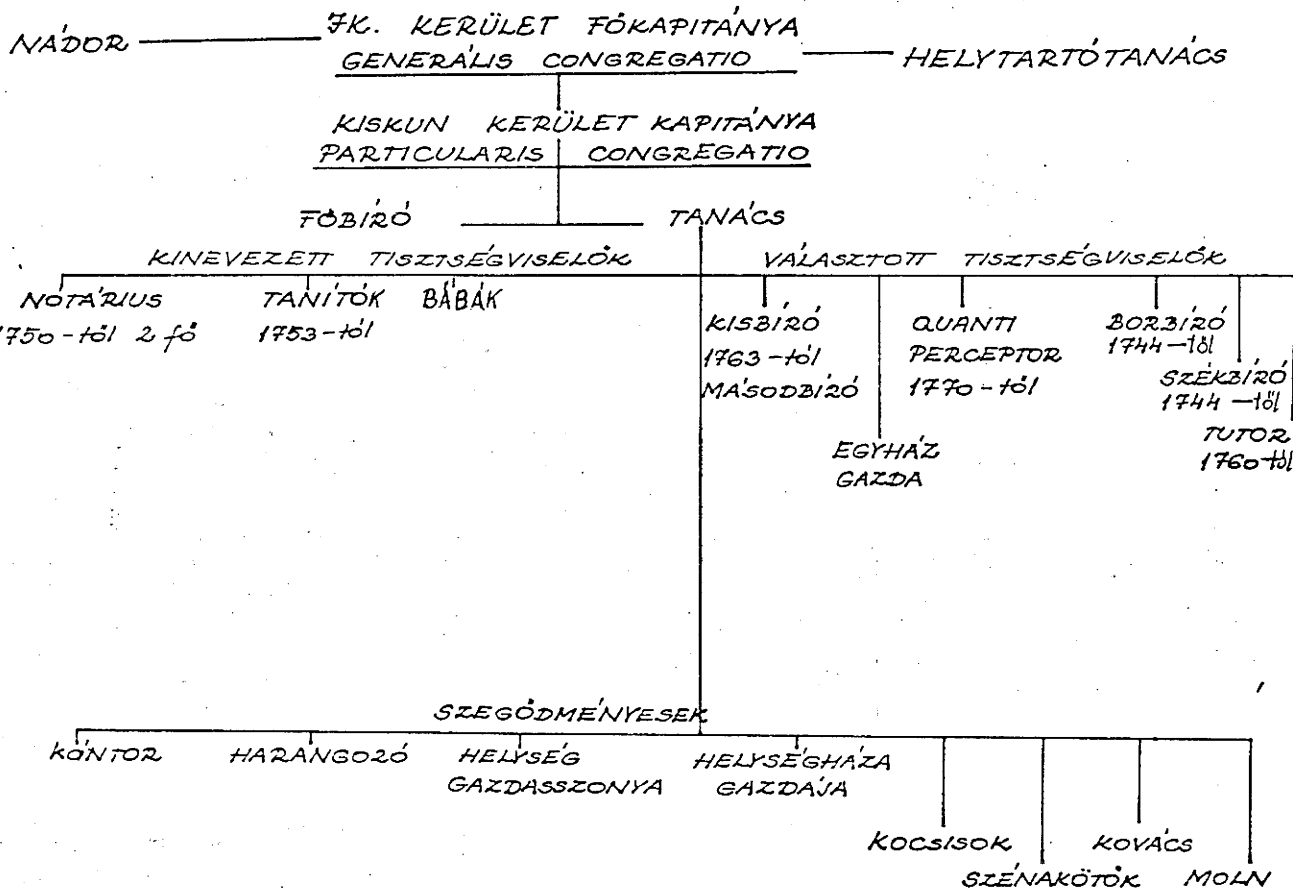 JK. KERÜLET FŐKAPITÁNYA
NÁDOR
GENERÁLIS CONGREGATIO
HELYTARTÓTANÁCS
KISKUN KERÜLET KAPITÁNYA
PARTICULARIS CONGREGATIO
FŐBÍRÓ TANÁCS
KINEVEZETT TISZTSÉGVISELŐK
VÁLASZTOTT TISZTSÉGVISELŐK
NÓTÁRIUS
1750-től 2 fő
TANÍTÓK
1753-tól
BÁBÁK
KISBÍRÓ
1763-tól
MÁSODBÍRÓ
EGYHÁZ
GAZDA
QUANTI
PERCEPTOR
1770-től
BORBÍRÓ
1744-től
SZÉKBÍRÓ
1744-től
TUTOR
1760-tól
SZEGŐDMÉNYESEK
KÁNTOR
HARANGOZÓ
HELYSÉG
GAZDASSZONYA
HELYSÉGHÁZA
GAZDÁJA
KOCSISOK
SZÉNAKÖTŐK
KOVÁCS
MOLN